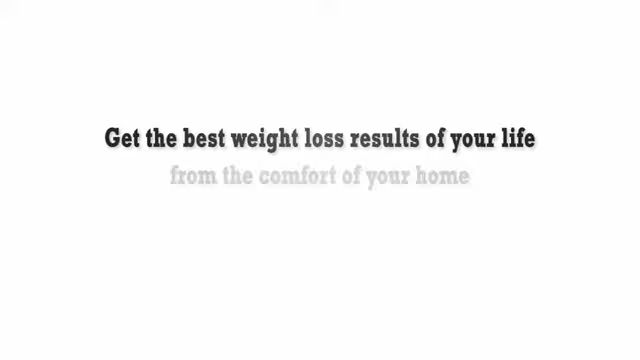 Get the best weight loss results of your life
from the comfort of your home